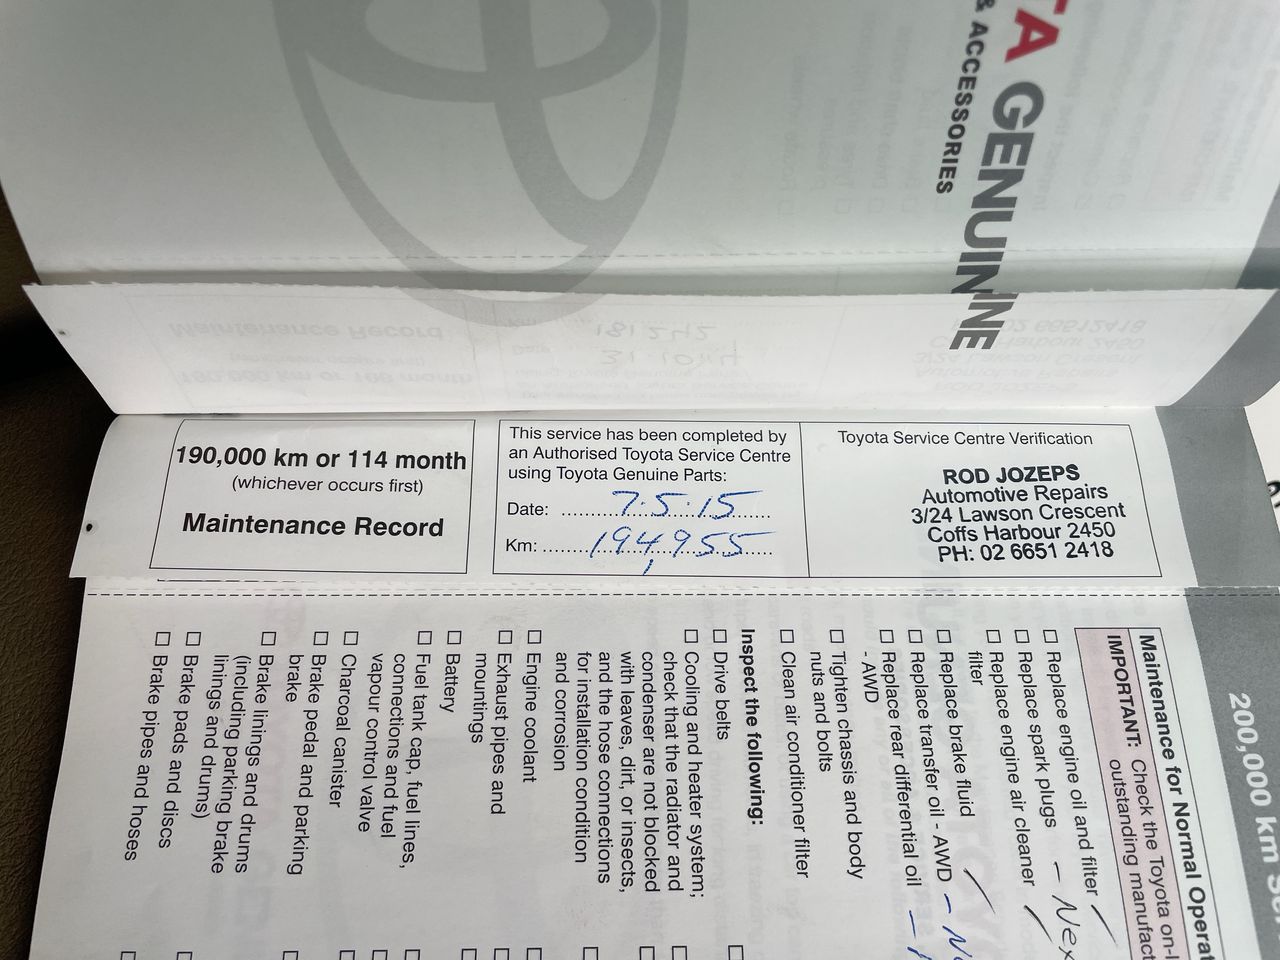 TA GENUINE
& ACCESSORIES
181242
31 10 14
190,000 km or 114 month
(whichever occurs first)
Maintenance Record
This service has been completed by
an Authorised Toyota Service Centre
using Toyota Genuine Parts:
Date: 7.5.15
Km: 194,955
Toyota Service Centre Verification
ROD JOZEPS
Automotive Repairs
3/24 Lawson Crescent
Coffs Harbour 2450
PH: 02 6651 2418
200,000 km
Maintenance for Normal Operat
IMPORTANT: Check the Toyota on-l
outstanding manufact
☐ Replace engine oil and filter ✓
☐ Replace spark plugs - Nex
☐ Replace engine air cleaner ✓
☐ Replace fuel filter
☐ Replace brake fluid ✓
☐ Replace transfer oil - AWD - N
☐ Replace rear differential oil
- AWD
☐ Tighten chassis and body
nuts and bolts
☐ Clean air conditioner filter
Inspect the following:
☐ Drive belts
☐ Cooling and heater system;
check that the radiator and
condenser are not blocked
with leaves, dirt, or insects,
and the hose connections
for installation condition
and corrosion
☐ Engine coolant
☐ Exhaust pipes and
mountings
☐ Battery
☐ Fuel tank cap, fuel lines,
connections and fuel
vapour control valve
☐ Charcoal canister
☐ Brake pedal and parking
brake
☐ Brake linings and drums
(including parking brake
linings and drums)
☐ Brake pads and discs
☐ Brake pipes and hoses